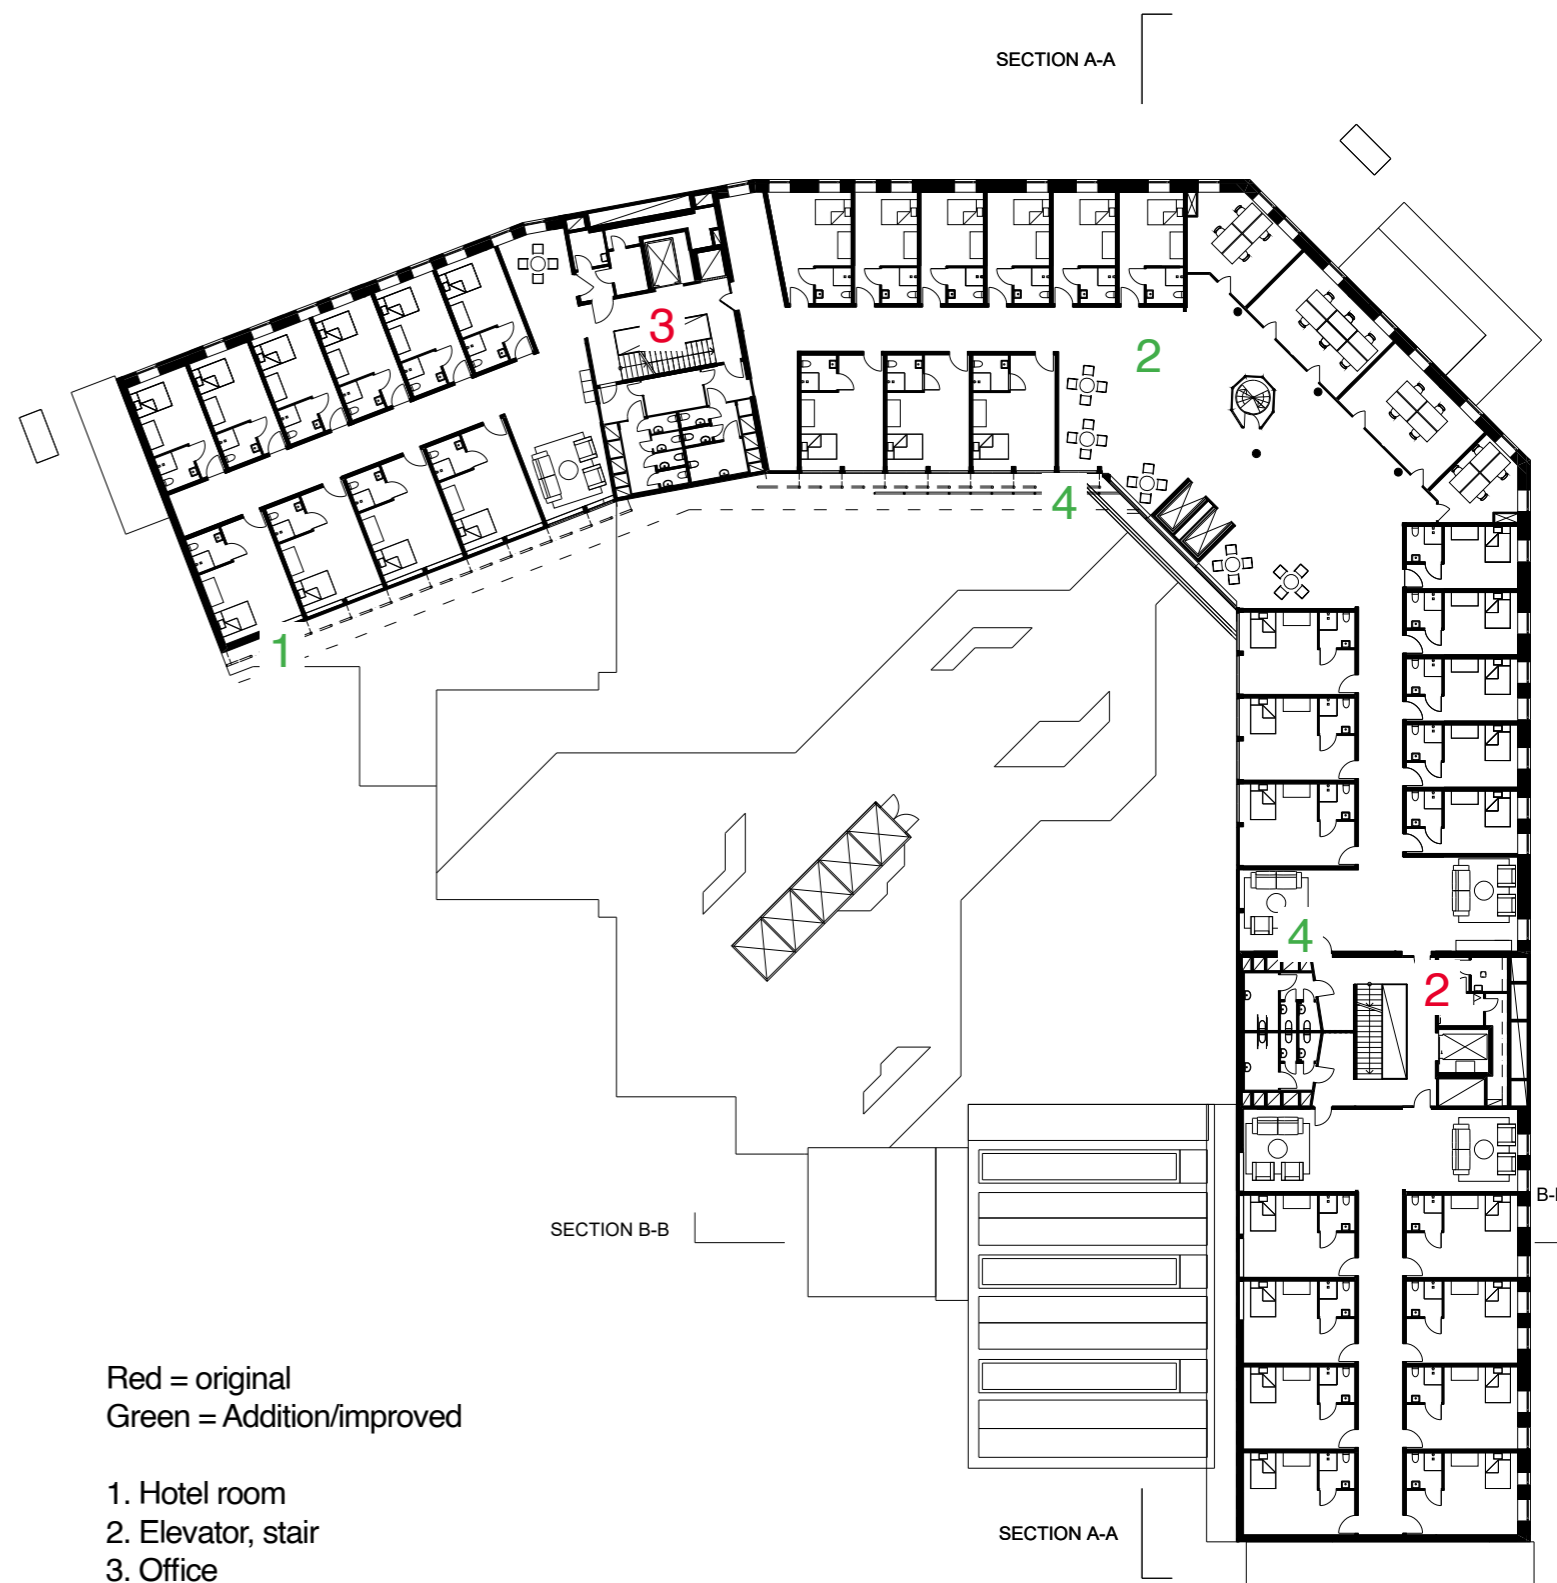 SECTION A-A
3
2
4
1
4
2
B-
SECTION B-B
Red = original
Green = Addition/improved
1. Hotel room
2. Elevator, stair
SECTION A-A
3. Office